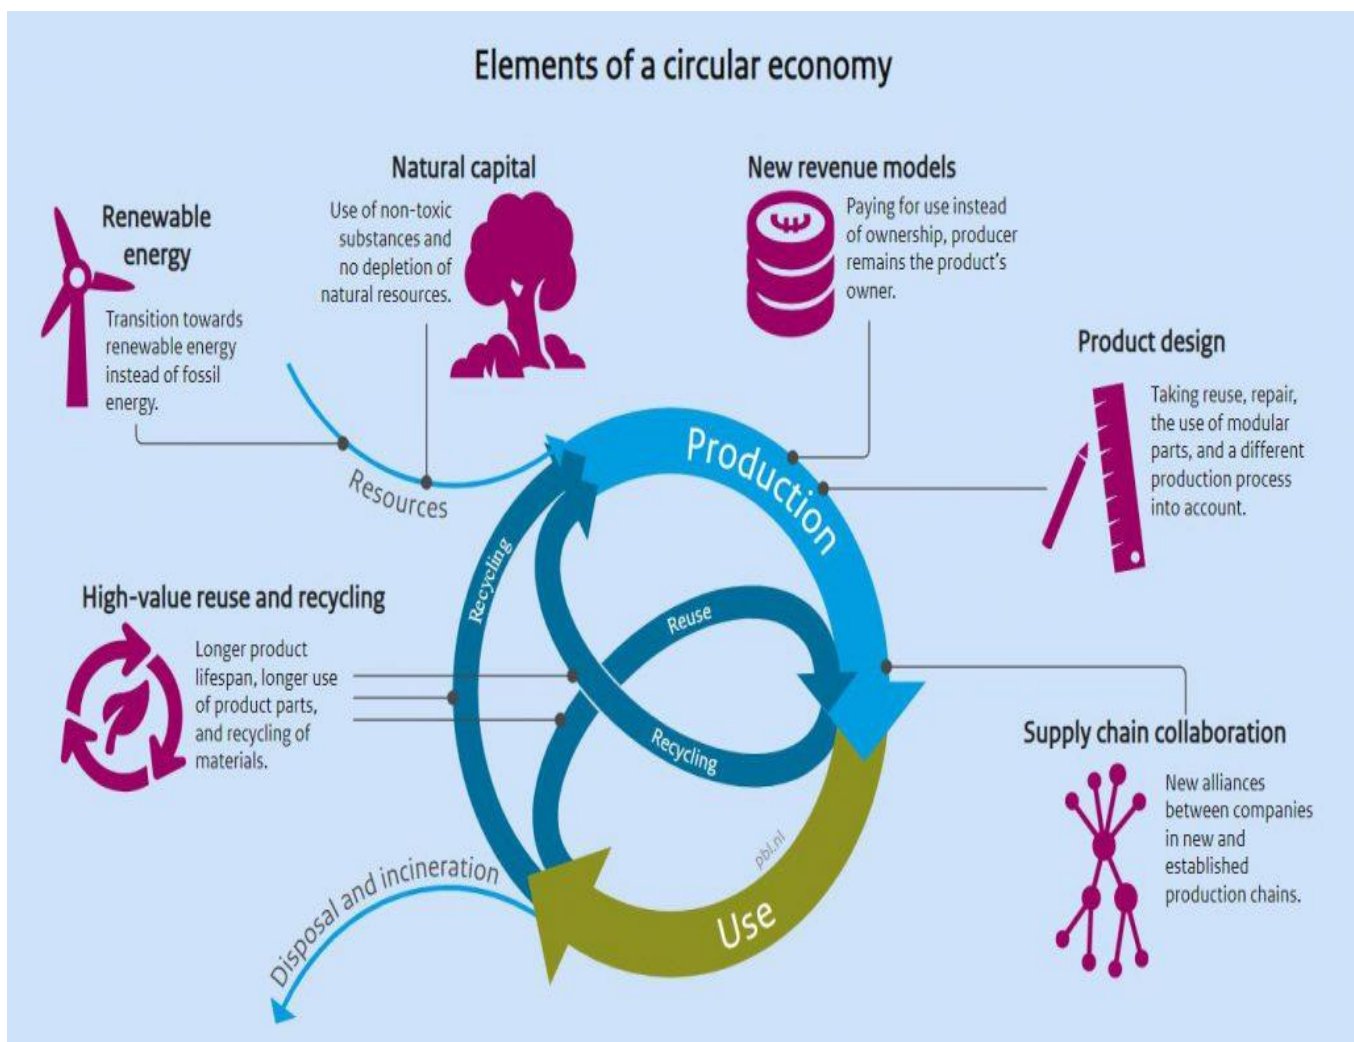 Elements of a circular economy
Natural capital
Use of non-toxic
substances and
no depletion of
natural resources.
New revenue models
Paying for use instead
of ownership, producer
remains the product's
owner.
Renewable
energy
Transition towards
renewable energy
instead of fossil
energy.
Product design
Taking reuse, repair,
the use of modular
parts, and a different
production process
into account.
Resources
Production
Recycling
Reuse
Recycling
High-value reuse and recycling
Longer product
lifespan, longer use
of product parts,
and recycling of
materials.
Supply chain collaboration
New alliances
between companies
in new and
established
production chains.
pbl.nl
Use
Disposal and incineration